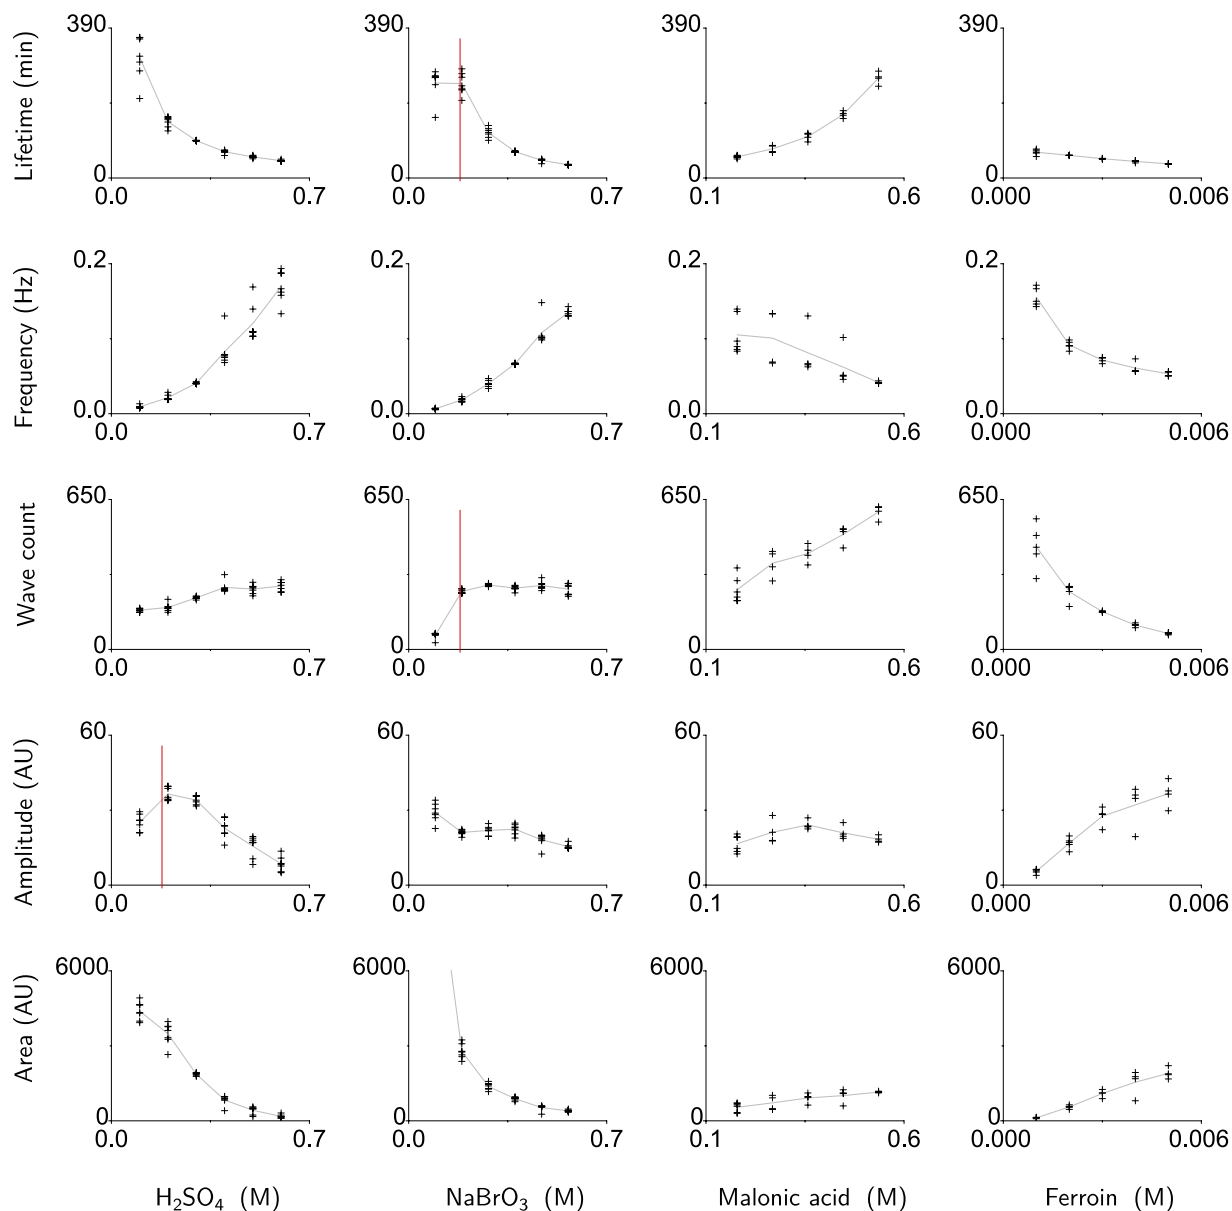 Lifetime (min)
390 390 390 390
0 0 0 0
0.0 0.7 0.0 0.7 0.1 0.6 0.000 0.006
Frequency (Hz)
0.2 0.2 0.2 0.2
0.0 0.0 0.0 0.0
0.0 0.7 0.0 0.7 0.1 0.6 0.000 0.006
Wave count
650 650 650 650
0 0 0 0
0.0 0.7 0.0 0.7 0.1 0.6 0.000 0.006
Amplitude (AU)
60 60 60 60
0 0 0 0
0.0 0.7 0.0 0.7 0.1 0.6 0.000 0.006
Area (AU)
6000 6000 6000 6000
0 0 0 0
0.0 0.7 0.0 0.7 0.1 0.6 0.000 0.006
H₂SO₄ (M) NaBrO₃ (M) Malonic acid (M) Ferroin (M)